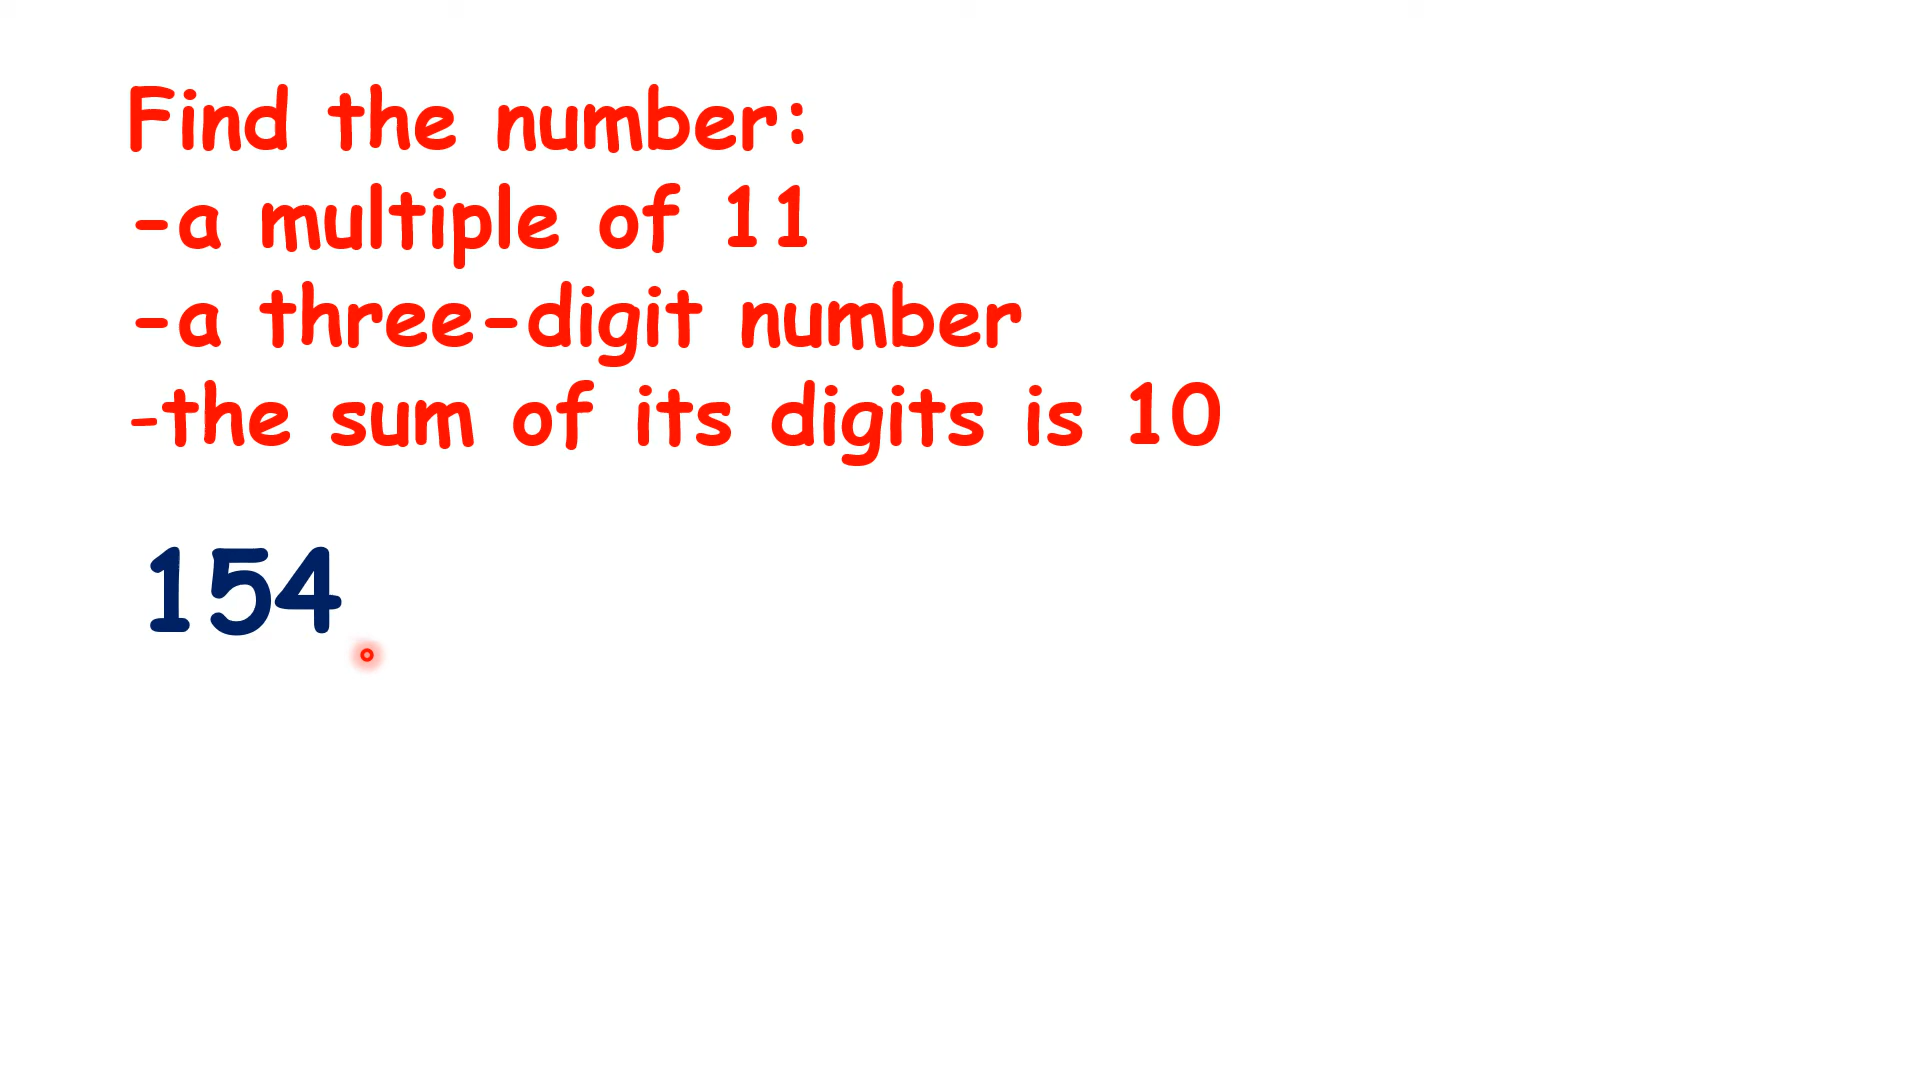 Find the number:
-a multiple of 11
-a three-digit number
-the sum of its digits is 10
154